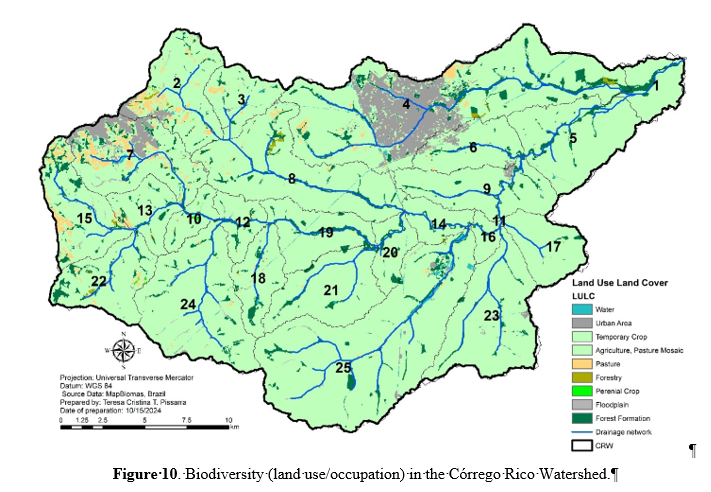 2
3
4
1
5
6
7
8
9
15
13
10
12
19
14
11
16
17
20
18
21
22
24
23
25
N
W
E
S
Projection: Universal Transverse Mercator
Datum: WGS 84
Source Data: MapBiomas, Brazil
Prepared by: Teresa Cristina T. Pissarra
Date of preparation: 10/15/2024
0 1.25 2.5 5 7.5 10
km
Land Use Land Cover
LULC
Water
Urban Area
Temporary Crop
Agriculture, Pasture Mosaic
Pasture
Forestry
Perenial Crop
Floodplain
Forest Formation
Drainage network
CRW
¶
Figure·10.·Biodiversity·(land·use/occupation)·in·the·Córrego·Rico·Watershed.¶